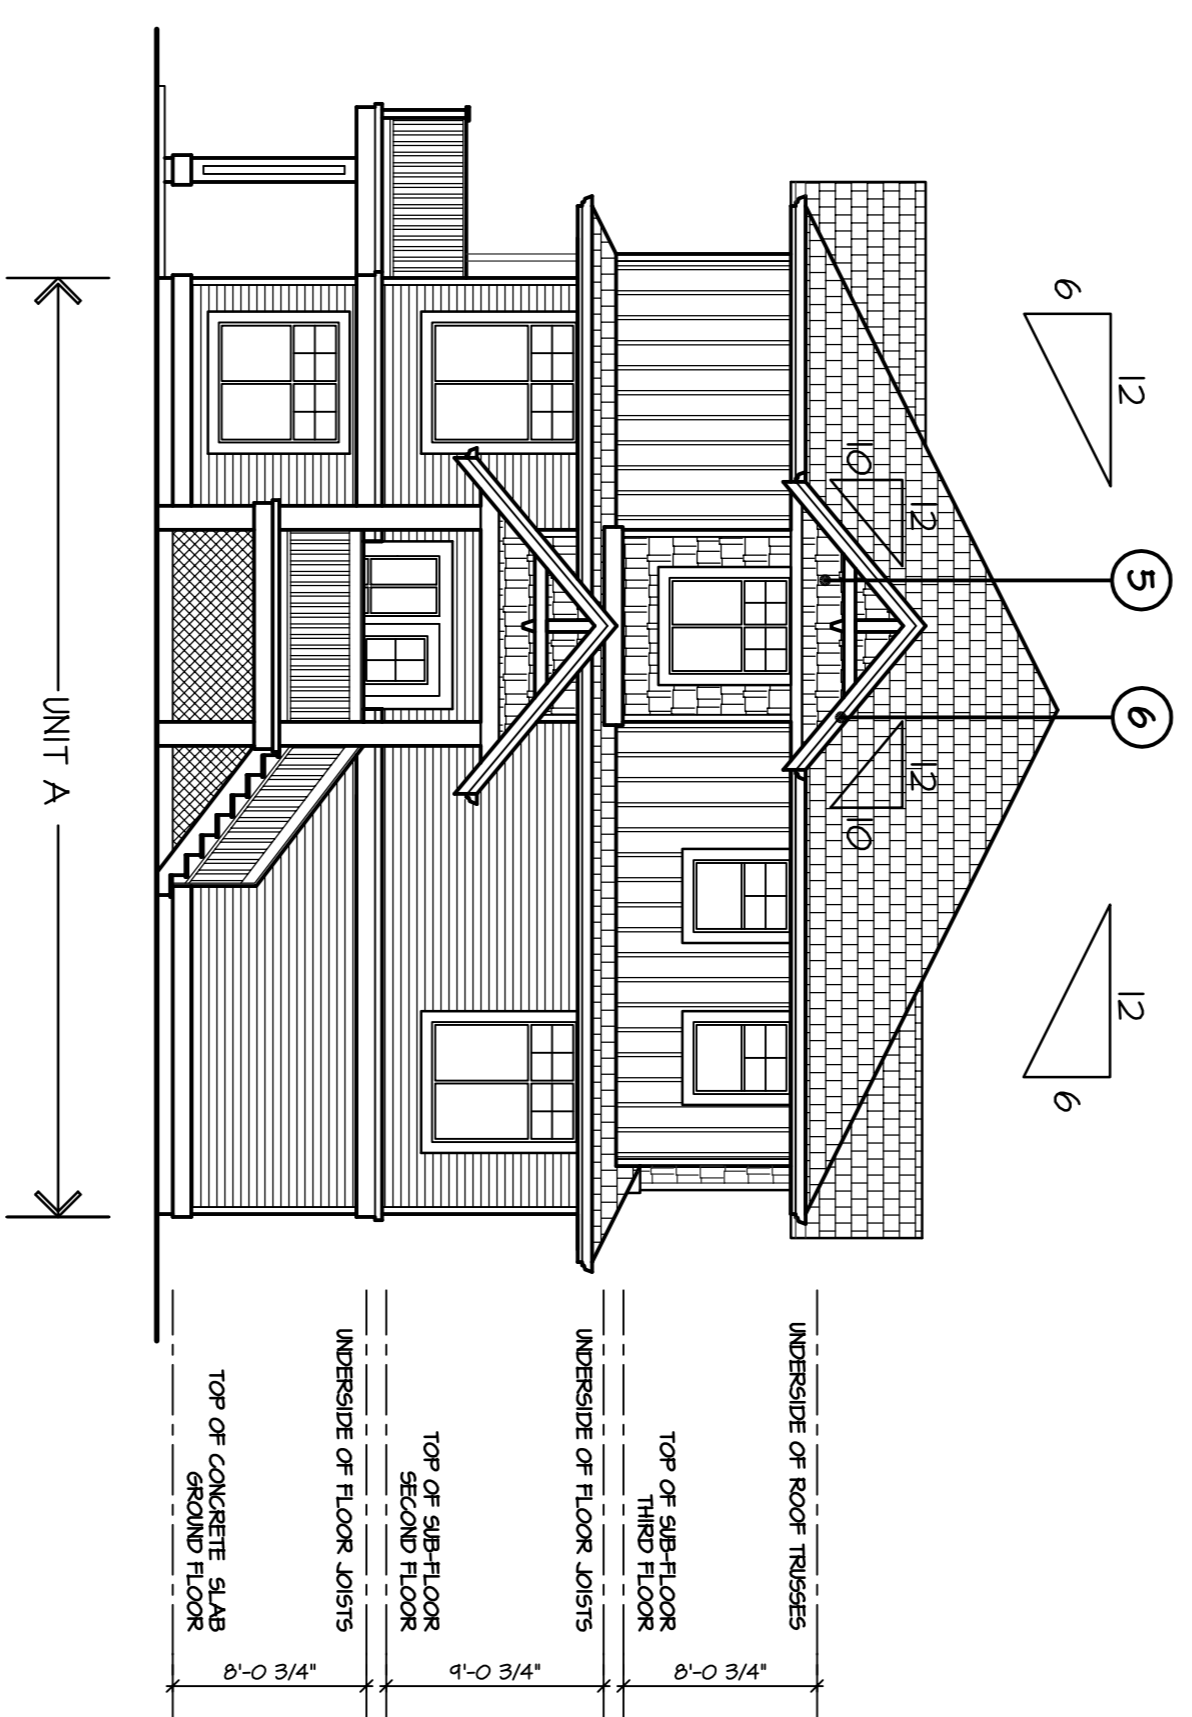 6
12
12
6
10
12
12
10
5
6
UNDERSIDE OF ROOF TRUSSES
TOP OF SUB-FLOOR
THIRD FLOOR
UNDERSIDE OF FLOOR JOISTS
TOP OF SUB-FLOOR
SECOND FLOOR
UNDERSIDE OF FLOOR JOISTS
TOP OF CONCRETE SLAB
GROUND FLOOR
8'-0 3/4"
9'-0 3/4"
8'-0 3/4"
UNIT A